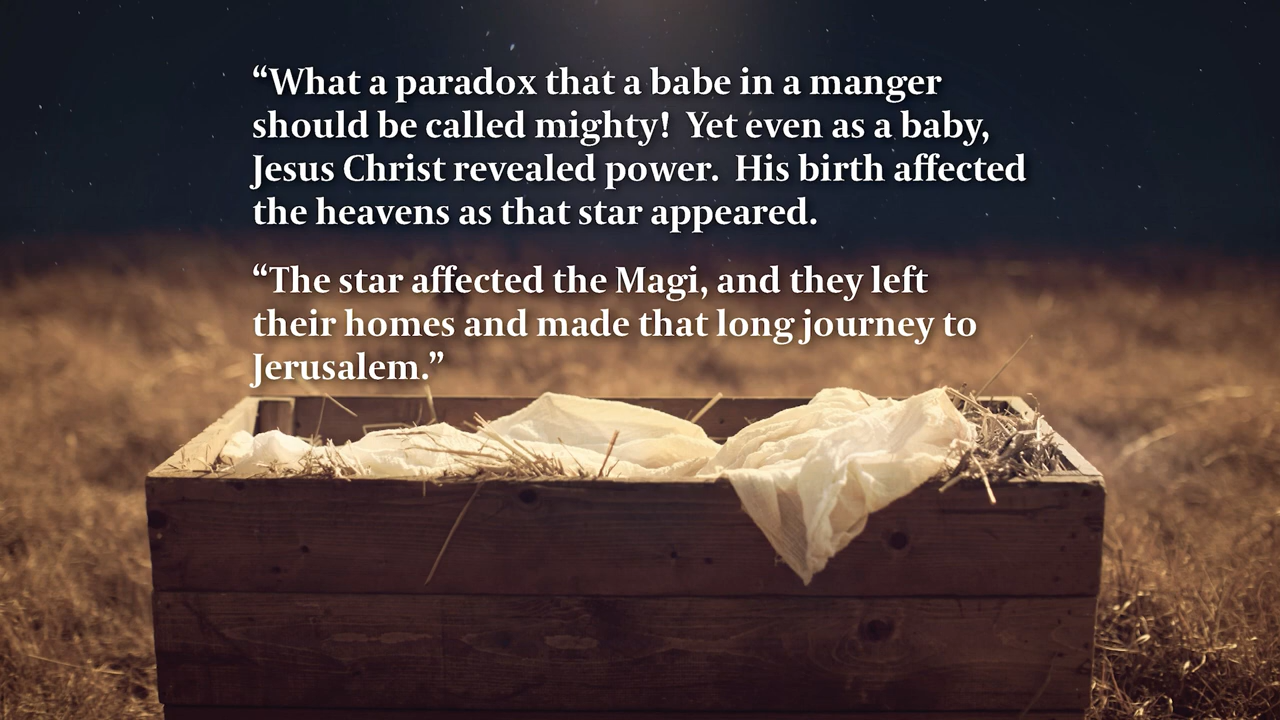 “What a paradox that a babe in a manger
should be called mighty!  Yet even as a baby,
Jesus Christ revealed power.  His birth affected
the heavens as that star appeared.
“The star affected the Magi, and they left
their homes and made that long journey to
Jerusalem.”